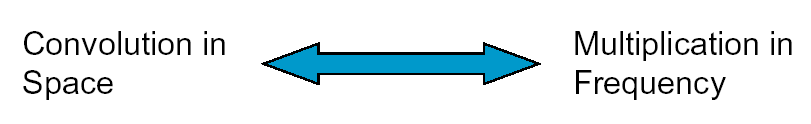 Convolution in
Space
Multiplication in
Frequency